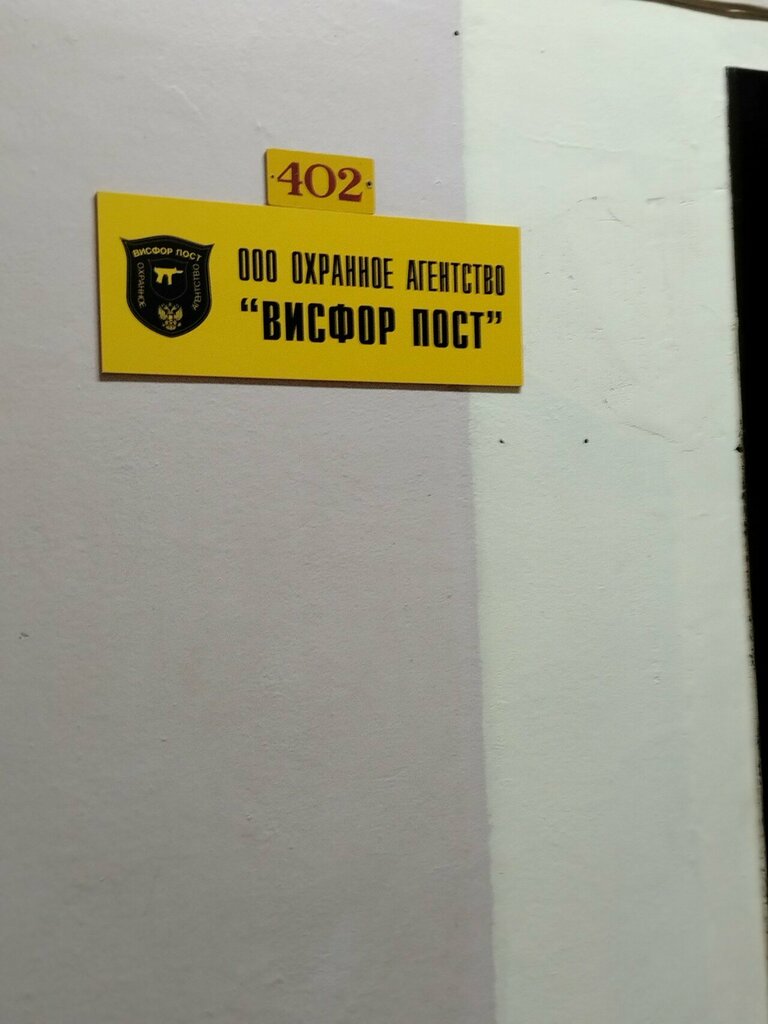 402
ВИСФОР ПОСТ
ОХРАННОЕ
АГЕНТСТВО
ООО ОХРАННОЕ АГЕНТСТВО
“ВИСФОР ПОСТ”